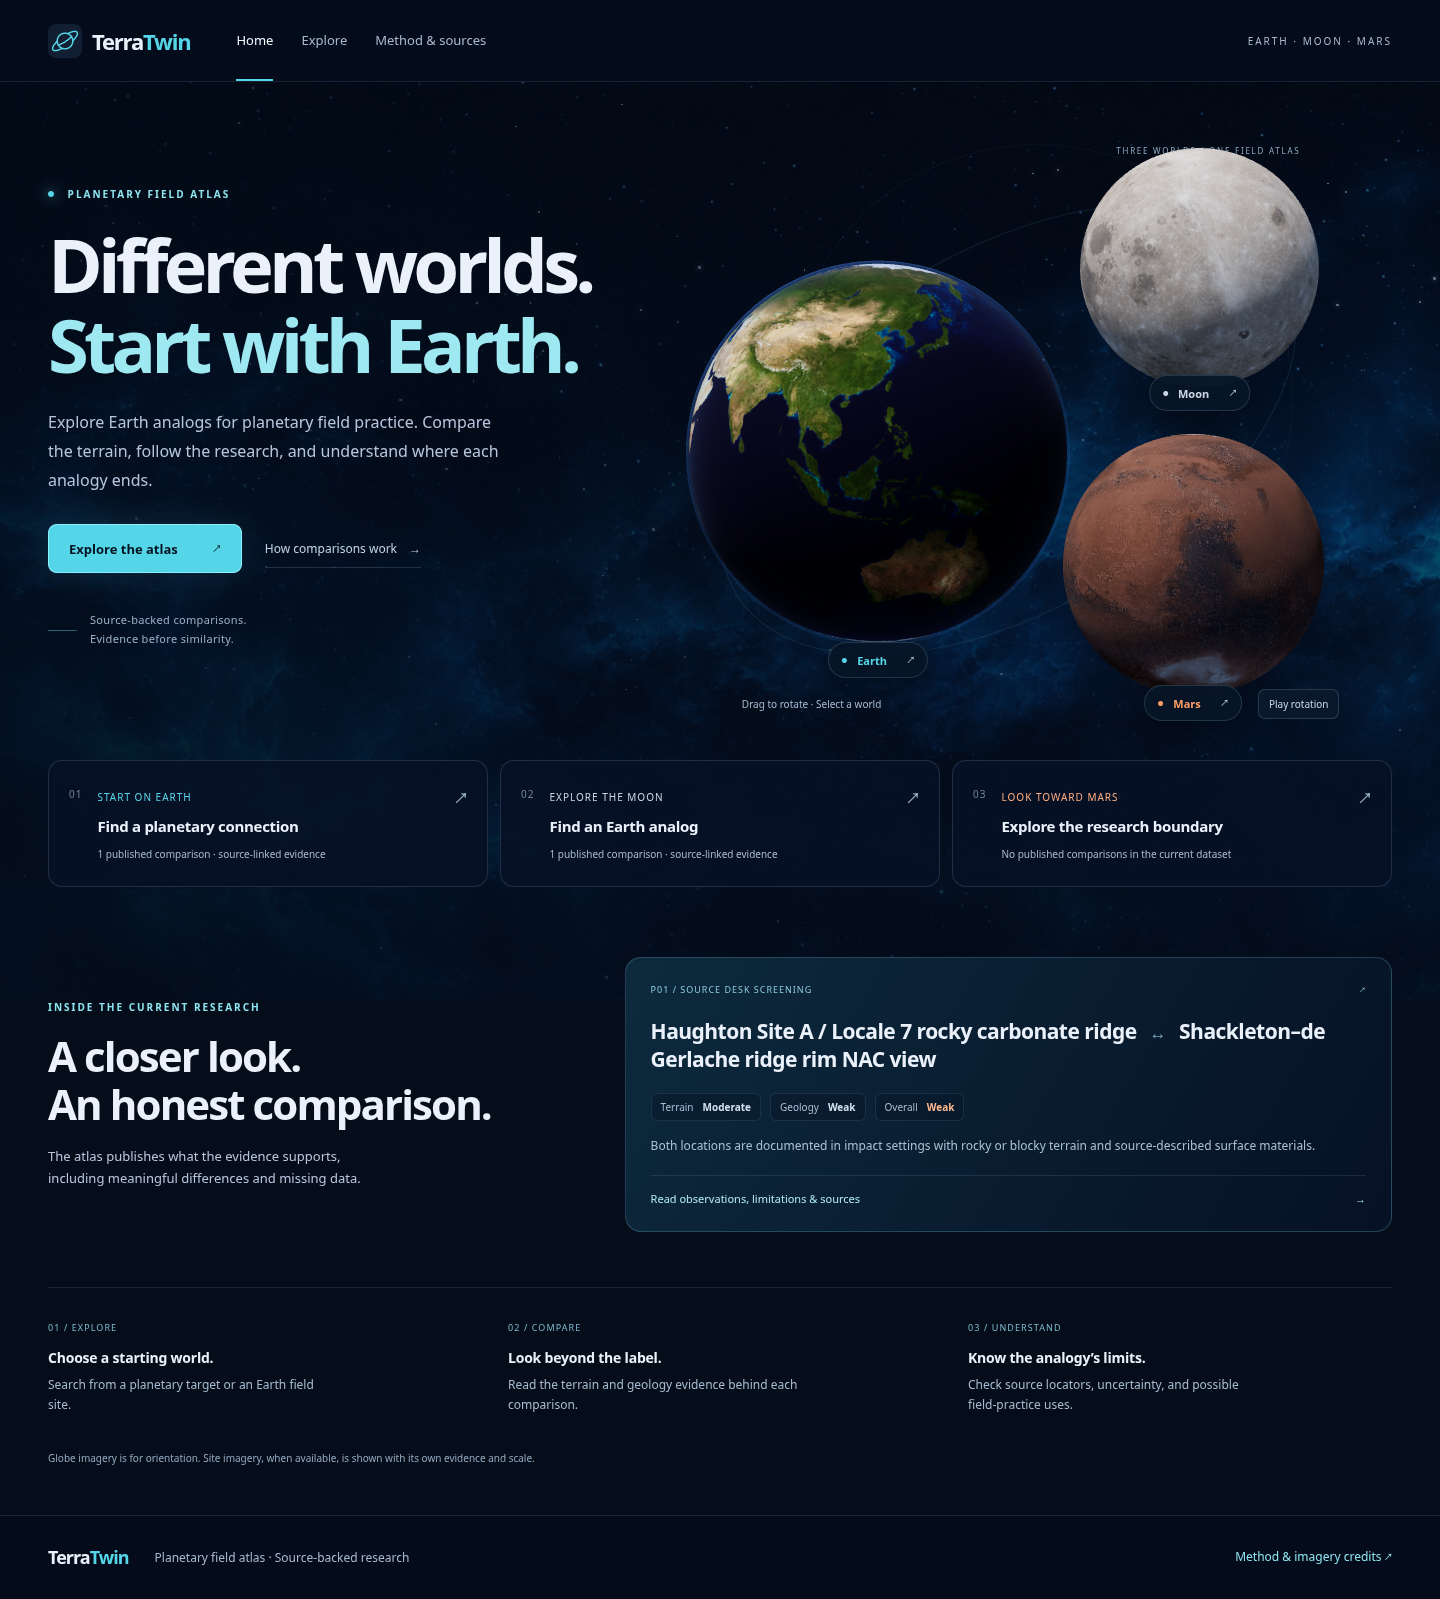 TerraTwin
Home
Explore
Method & sources
EARTH · MOON · MARS
THREE WORLDS / ONE FIELD ATLAS
PLANETARY FIELD ATLAS
Different worlds.
Start with Earth.
Explore Earth analogs for planetary field practice. Compare
the terrain, follow the research, and understand where each
analogy ends.
Explore the atlas ↗
How comparisons work →
Source-backed comparisons.
Evidence before similarity.
Moon ↗
Earth ↗
Mars ↗
Drag to rotate · Select a world
Play rotation
01 START ON EARTH ↗
Find a planetary connection
1 published comparison · source-linked evidence
02 EXPLORE THE MOON ↗
Find an Earth analog
1 published comparison · source-linked evidence
03 LOOK TOWARD MARS ↗
Explore the research boundary
No published comparisons in the current dataset
INSIDE THE CURRENT RESEARCH
A closer look.
An honest comparison.
The atlas publishes what the evidence supports,
including meaningful differences and missing data.
P01 / SOURCE DESK SCREENING ↗
Haughton Site A / Locale 7 rocky carbonate ridge ↔ Shackleton–de
Gerlache ridge rim NAC view
Terrain Moderate
Geology Weak
Overall Weak
Both locations are documented in impact settings with rocky or blocky terrain and source-described surface materials.
Read observations, limitations & sources →
01 / EXPLORE
Choose a starting world.
Search from a planetary target or an Earth field
site.
02 / COMPARE
Look beyond the label.
Read the terrain and geology evidence behind each
comparison.
03 / UNDERSTAND
Know the analogy’s limits.
Check source locators, uncertainty, and possible
field-practice uses.
Globe imagery is for orientation. Site imagery, when available, is shown with its own evidence and scale.
TerraTwin
Planetary field atlas · Source-backed research
Method & imagery credits ↗